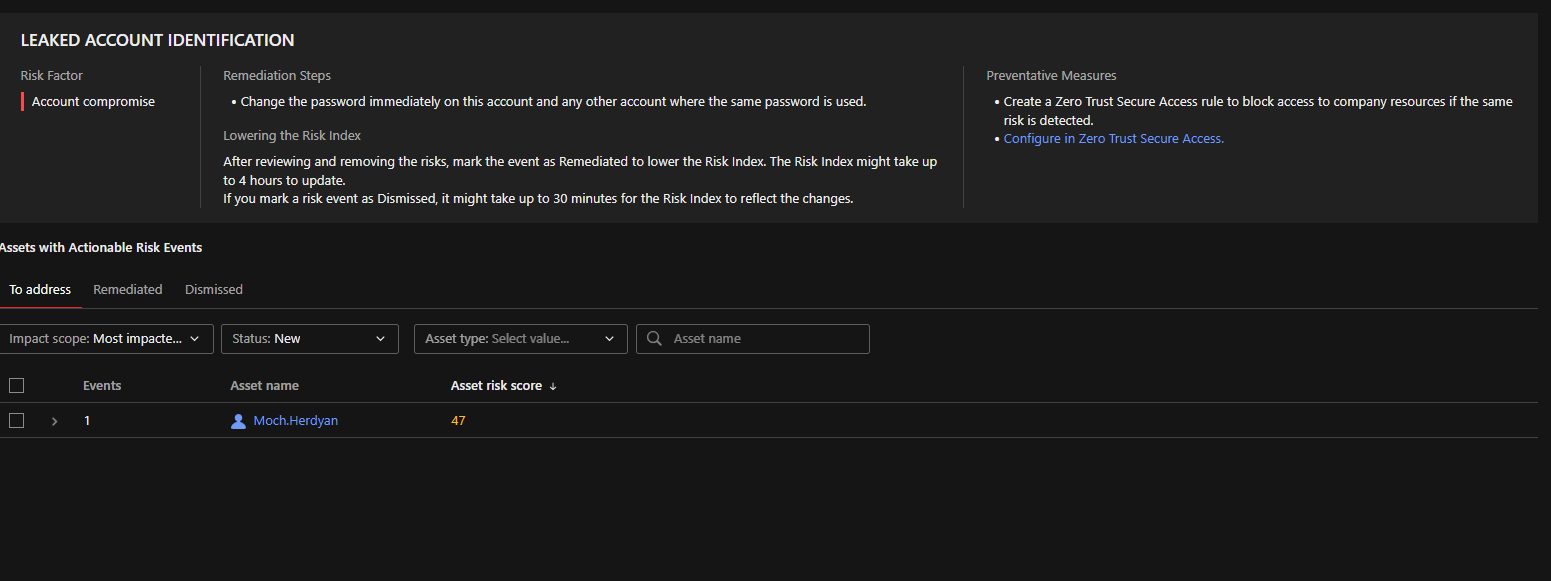 LEAKED ACCOUNT IDENTIFICATION
Risk Factor
Account compromise
Remediation Steps
• Change the password immediately on this account and any other account where the same password is used.
Lowering the Risk Index
After reviewing and removing the risks, mark the event as Remediated to lower the Risk Index. The Risk Index might take up
to 4 hours to update.
If you mark a risk event as Dismissed, it might take up to 30 minutes for the Risk Index to reflect the changes.
Preventative Measures
• Create a Zero Trust Secure Access rule to block access to company resources if the same
risk is detected.
• Configure in Zero Trust Secure Access.
Assets with Actionable Risk Events
To address Remediated Dismissed
Impact scope: Most impacte... Status: New Asset type: Select value... Asset name
Events Asset name Asset risk score ↓
1 Moch.Herdyan 47